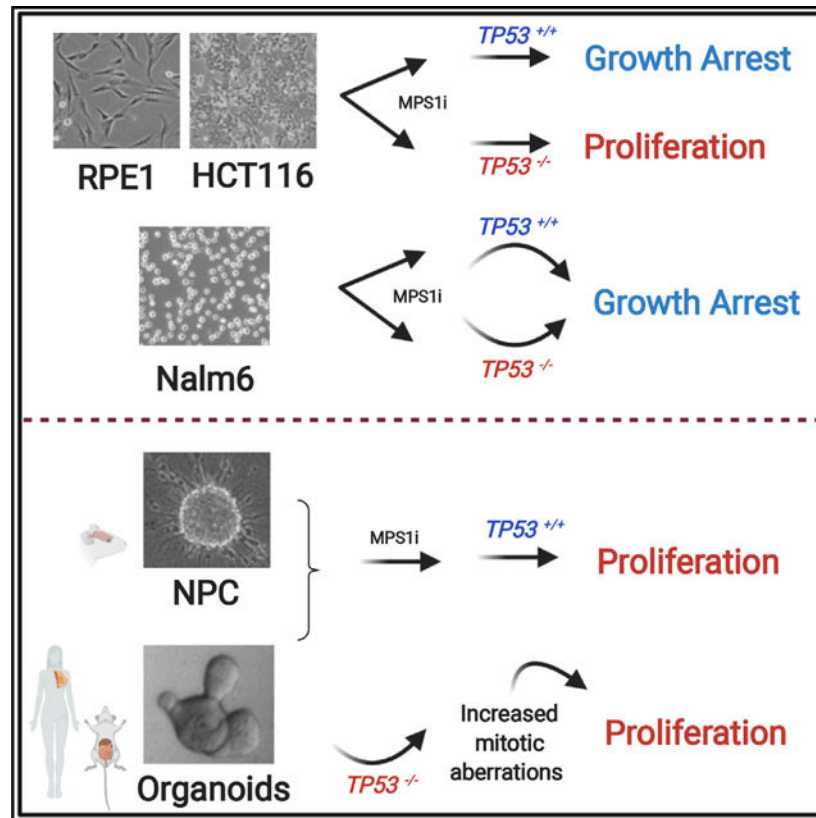 TP53 +/+
Growth Arrest
MPS1i
Proliferation
TP53 -/-
RPE1 HCT116
TP53 +/+
MPS1i
Growth Arrest
TP53 -/-
Nalm6
MPS1i
TP53 +/+
Proliferation
NPC
Increased
mitotic
aberrations
Proliferation
TP53 -/-
Organoids